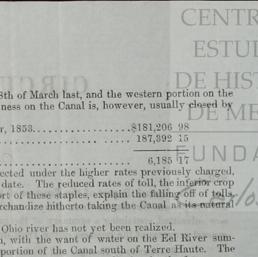 CENTR
ESTU
DE HIST
DE ME
FUNDA
8th of March last, and the western portion on the
ness on the Canal is, however, usually closed by
er, 1853 $181,206 98
187,392 15
6,185 17
ected under the higher rates previously charged,
date. The reduced rates of toll, the inferior crop
ort of these staples, explain the falling off of tolls
rchandize hitherto taking the Canal as its natural
Ohio river has not yet been realized.
n, with the want of water on the Eel River sum-
portion of the Canal south of Terre Haute. The